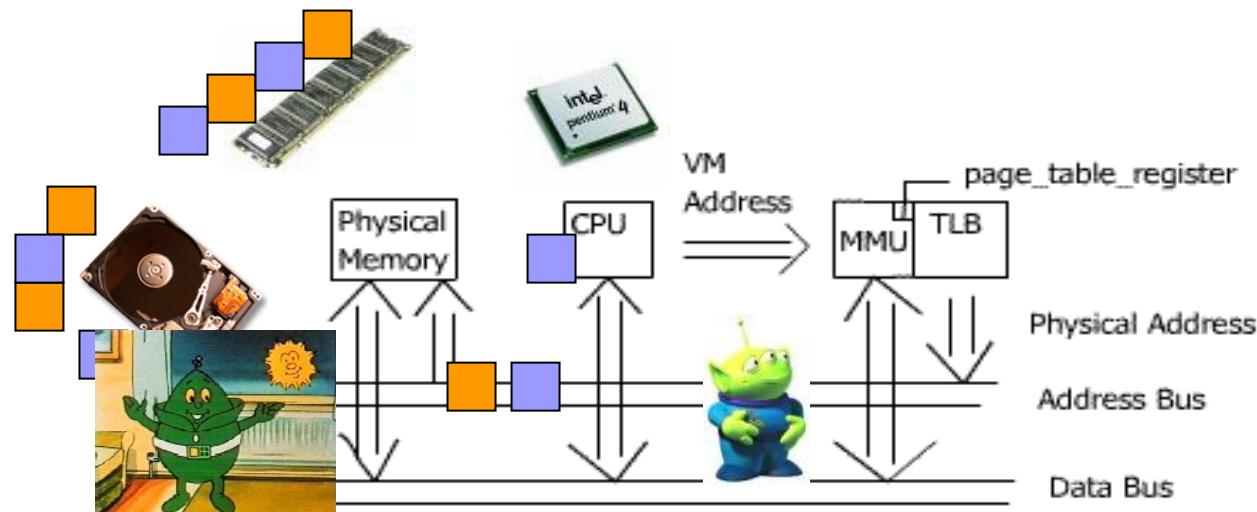 intel
pentium 4
VM
Address
page_table_register
Physical
Memory
CPU
MMU
TLB
Physical Address
Address Bus
Data Bus